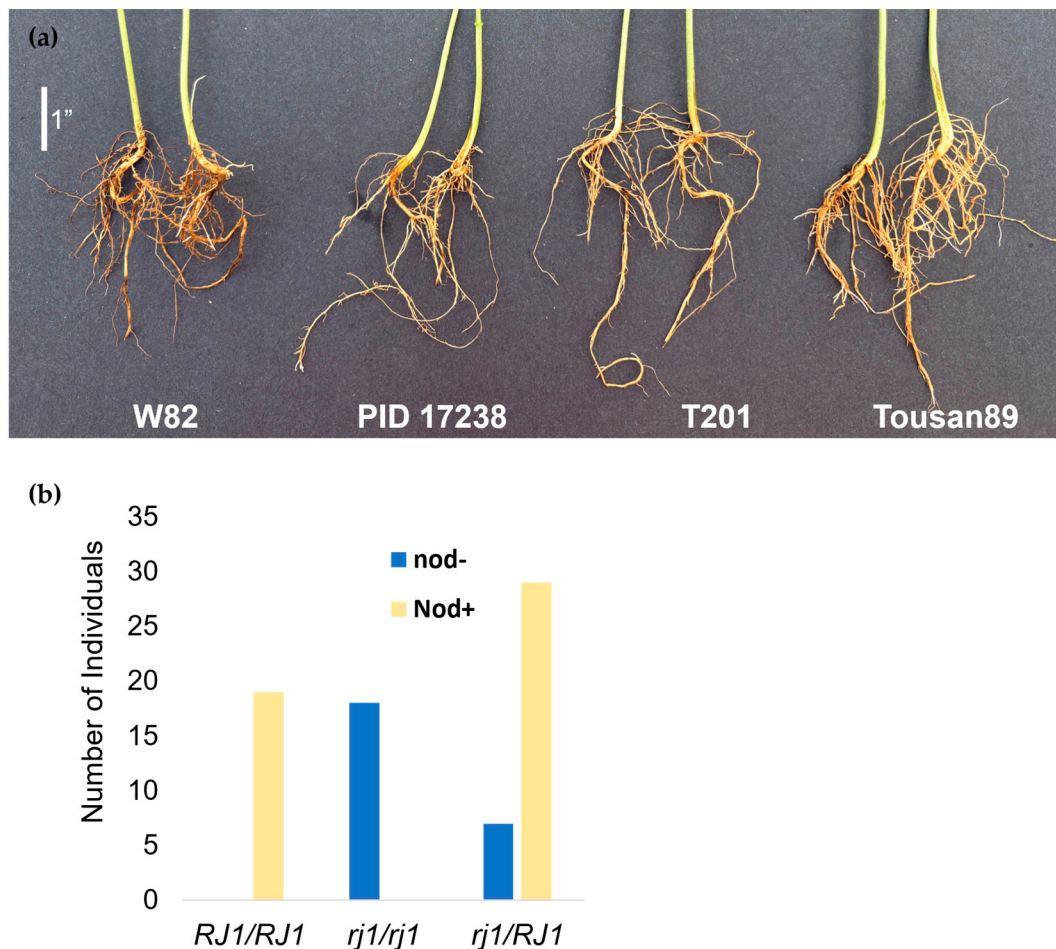 (a)
1”
W82 PID 17238 T201 Tousan89
(b)
Number of Individuals
35
30
25
20
15
10
5
0
nod-
Nod+
RJ1/RJ1 rj1/rj1 rj1/RJ1